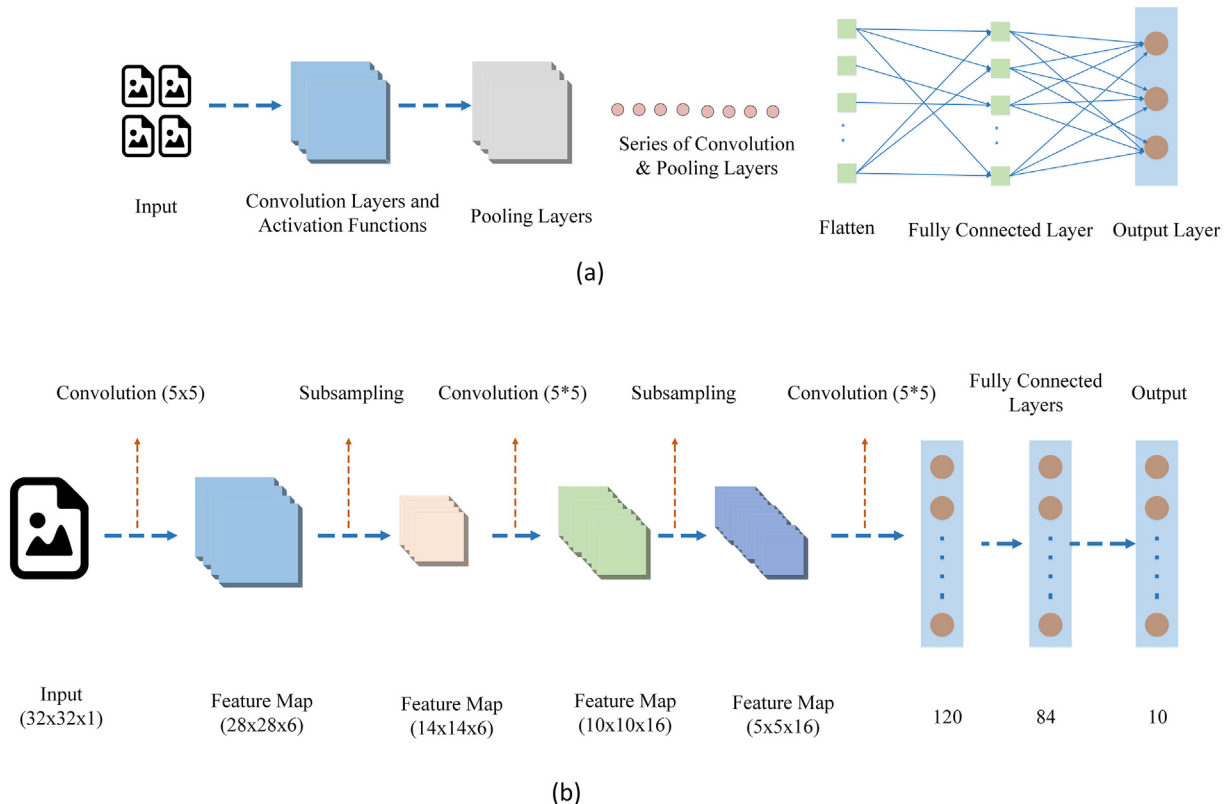 Input
Convolution Layers and
Activation Functions
Pooling Layers
Series of Convolution
& Pooling Layers
Flatten
Fully Connected Layer
Output Layer
(a)
Convolution (5x5)
Subsampling
Convolution (5*5)
Subsampling
Convolution (5*5)
Fully Connected
Layers
Output
Input
(32x32x1)
Feature Map
(28x28x6)
Feature Map
(14x14x6)
Feature Map
(10x10x16)
Feature Map
(5x5x16)
120
84
10
(b)